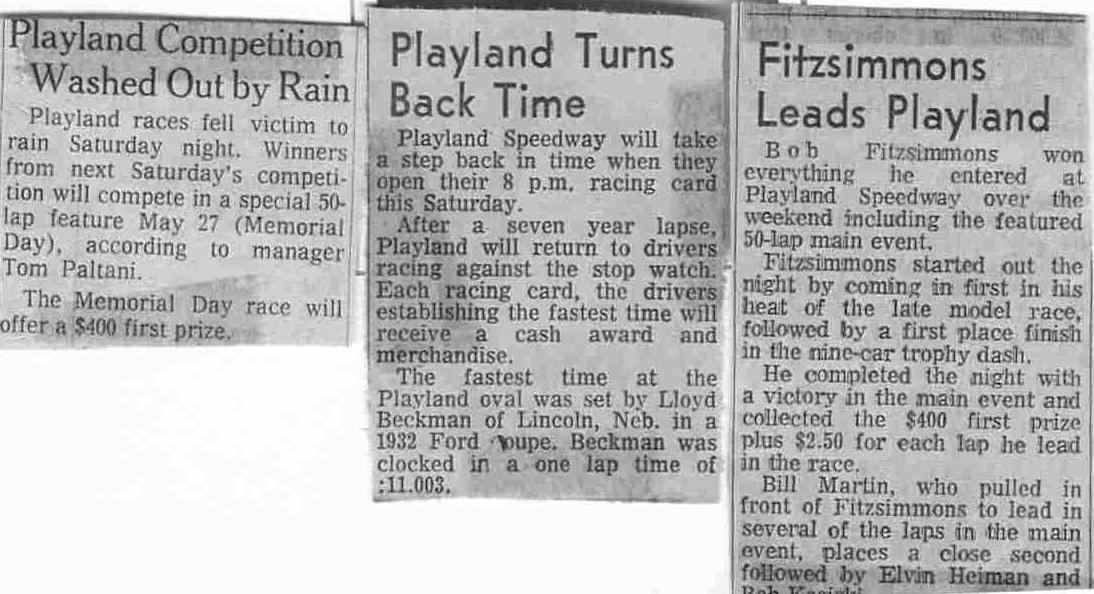 Playland Competition
Washed Out by Rain
Playland races fell victim to
rain Saturday night. Winners
from next Saturday's competi-
tion will compete in a special 50-
lap feature May 27 (Memorial
Day), according to manager
Tom Paltani.
The Memorial Day race will
offer a $400 first prize.
Playland Turns
Back Time
Playland Speedway will take
a step back in time when they
open their 8 p.m. racing card
this Saturday.
After a seven year lapse,
Playland will return to drivers
racing against the stop watch.
Each racing card, the drivers
establishing the fastest time will
receive a cash award and
merchandise.
The fastest time at the
Playland oval was set by Lloyd
Beckman of Lincoln, Neb. in a
1932 Ford coupe. Beckman was
clocked in a one lap time of
:11.003.
Fitzsimmons
Leads Playland
Bob Fitzsimmons won
everything he entered at
Playland Speedway over the
weekend including the featured
50-lap main event.
Fitzsimmons started out the
night by coming in first in his
heat of the late model race,
followed by a first place finish
in the nine-car trophy dash.
He completed the night with
a victory in the main event and
collected the $400 first prize
plus $2.50 for each lap he lead
in the race.
Bill Martin, who pulled in
front of Fitzsimmons to lead in
several of the laps in the main
event, places a close second
followed by Elvin Heiman and
Bob